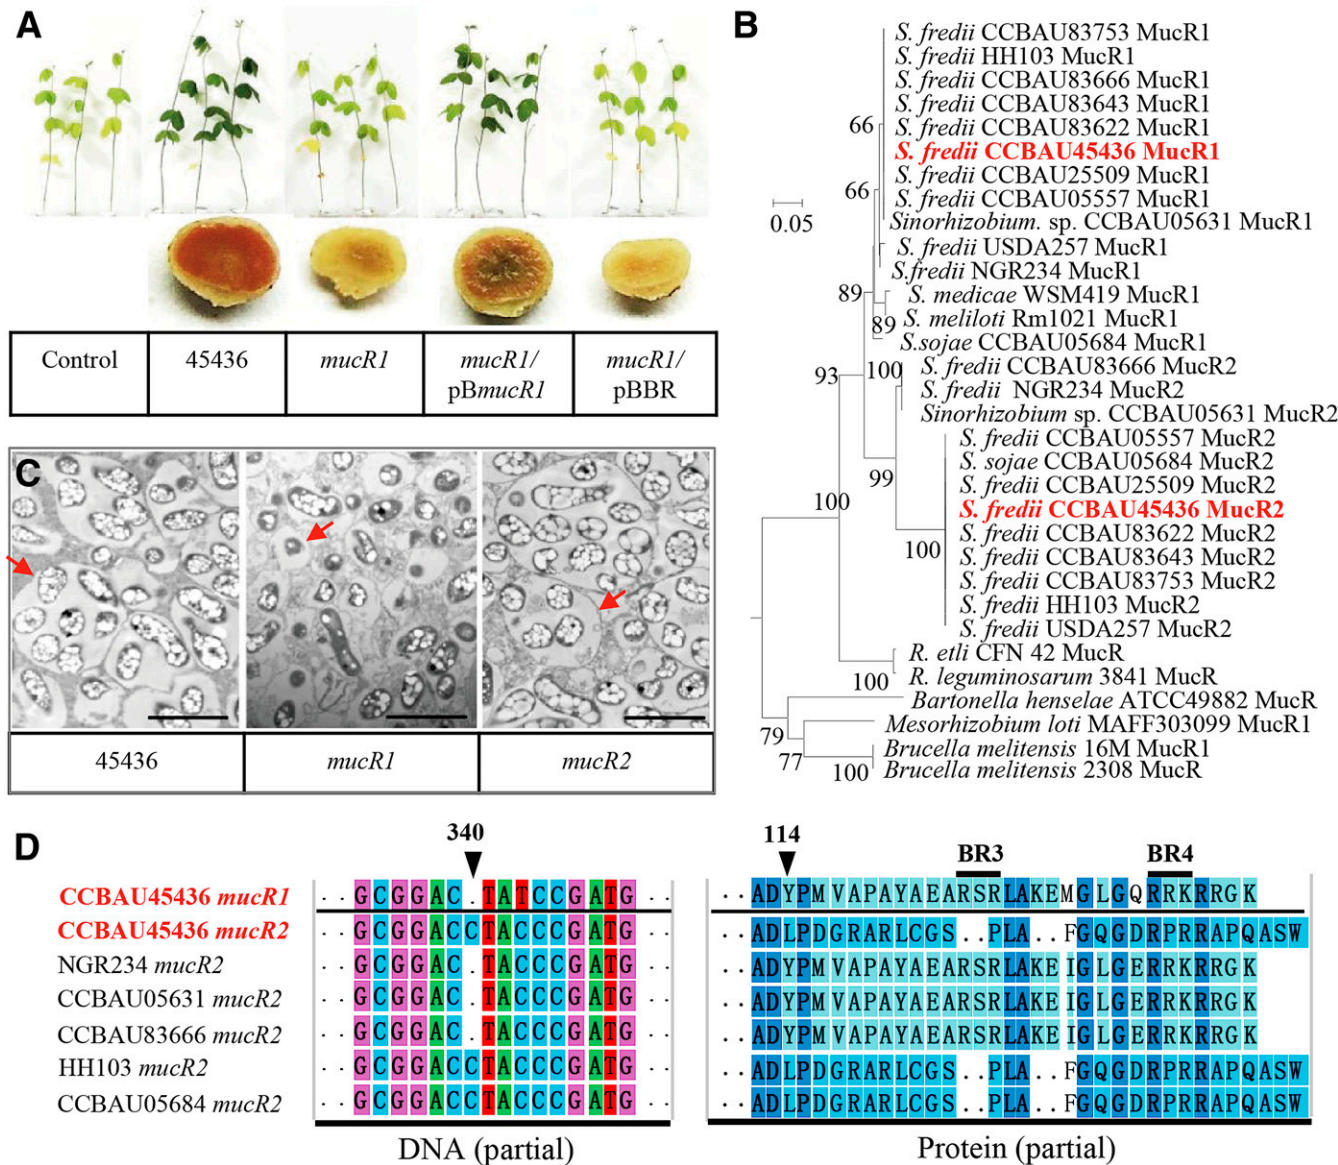 A
Control
45436
mucR1
mucR1/
pBmucR1
mucR1/
pBBR
B
0.05
S. fredii CCBAU83753 MucR1
S. fredii HH103 MucR1
S. fredii CCBAU83666 MucR1
S. fredii CCBAU83643 MucR1
66
S. fredii CCBAU83622 MucR1
S. fredii CCBAU45436 MucR1
S. fredii CCBAU25509 MucR1
66
S. fredii CCBAU05557 MucR1
Sinorhizobium. sp. CCBAU05631 MucR1
S. fredii USDA257 MucR1
S.fredii NGR234 MucR1
89
S. medicae WSM419 MucR1
89
S. meliloti Rm1021 MucR1
S.sojae CCBAU05684 MucR1
93
100
S. fredii CCBAU83666 MucR2
S. fredii NGR234 MucR2
Sinorhizobium sp. CCBAU05631 MucR2
S. fredii CCBAU05557 MucR2
S. sojae CCBAU05684 MucR2
99
S. fredii CCBAU25509 MucR2
100
S. fredii CCBAU45436 MucR2
S. fredii CCBAU83622 MucR2
100
S. fredii CCBAU83643 MucR2
S. fredii CCBAU83753 MucR2
S. fredii HH103 MucR2
S. fredii USDA257 MucR2
R. etli CFN 42 MucR
100
R. leguminosarum 3841 MucR
Bartonella henselae ATCC49882 MucR
79
Mesorhizobium loti MAFF303099 MucR1
77
Brucella melitensis 16M MucR1
100
Brucella melitensis 2308 MucR
C
45436
mucR1
mucR2
D
340
114
BR3
BR4
CCBAU45436 mucR1 . . GCGGAC.TATCCGATG . . . . ADYPMVAPAYAEARSRLAKEMGLGQRRKRRGK
CCBAU45436 mucR2 . . GCGGACCTACCCGATG . . . . ADLPDGRARLCGS..PLA..FGQGDRPRRAPQASW
NGR234 mucR2 . . GCGGAC.TACCCGATG . . . . ADYPMVAPAYAEARSRLAKEIGLGERRKRRGK
CCBAU05631 mucR2 . . GCGGAC.TACCCGATG . . . . ADYPMVAPAYAEARSRLAKEIGLGERRKRRGK
CCBAU83666 mucR2 . . GCGGAC.TACCCGATG . . . . ADYPMVAPAYAEARSRLAKEIGLGERRKRRGK
HH103 mucR2 . . GCGGACCTACCCGATG . . . . ADLPDGRARLCGS..PLA..FGQGDRPRRAPQASW
CCBAU05684 mucR2 . . GCGGACCTACCCGATG . . . . ADLPDGRARLCGS..PLA..FGQGDRPRRAPQASW
DNA (partial)
Protein (partial)